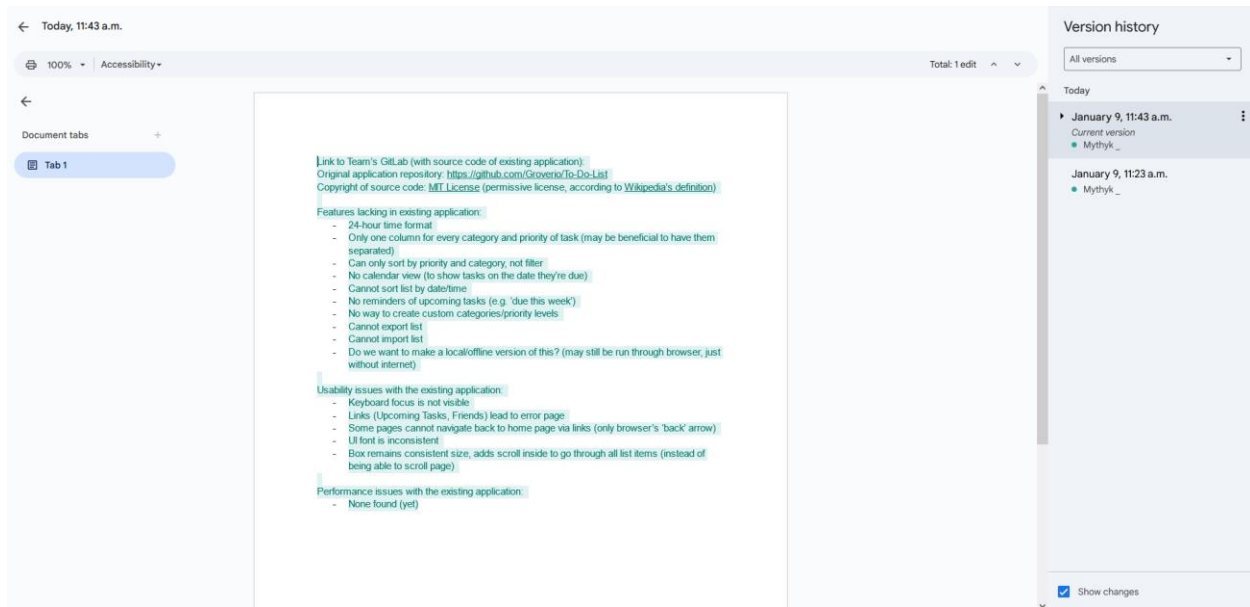 ← Today, 11:43 a.m.
100% Accessibility
Total: 1 edit
Document tabs +
Tab 1
Link to Team's GitLab (with source code of existing application):
Original application repository: https://github.com/Groverio/To-Do-List
Copyright of source code: MIT License (permissive license, according to Wikipedia's definition)
Features lacking in existing application:
- 24-hour time format
- Only one column for every category and priority of task (may be beneficial to have them
separated)
- Can only sort by priority and category, not filter
- No calendar view (to show tasks on the date they're due)
- Cannot sort list by date/time
- No reminders of upcoming tasks (e.g. 'due this week')
- No way to create custom categories/priority levels
- Cannot export list
- Cannot import list
- Do we want to make a local/offline version of this? (may still be run through browser, just
without internet)
Usability issues with the existing application:
- Keyboard focus is not visible
- Links (Upcoming Tasks, Friends) lead to error page
- Some pages cannot navigate back to home page via links (only browser's 'back' arrow)
- UI font is inconsistent
- Box remains consistent size, adds scroll inside to go through all list items (instead of
being able to scroll page)
Performance issues with the existing application:
- None found (yet)
Version history
All versions
Today
January 9, 11:43 a.m.
Current version
Mythyk _
January 9, 11:23 a.m.
Mythyk _
Show changes